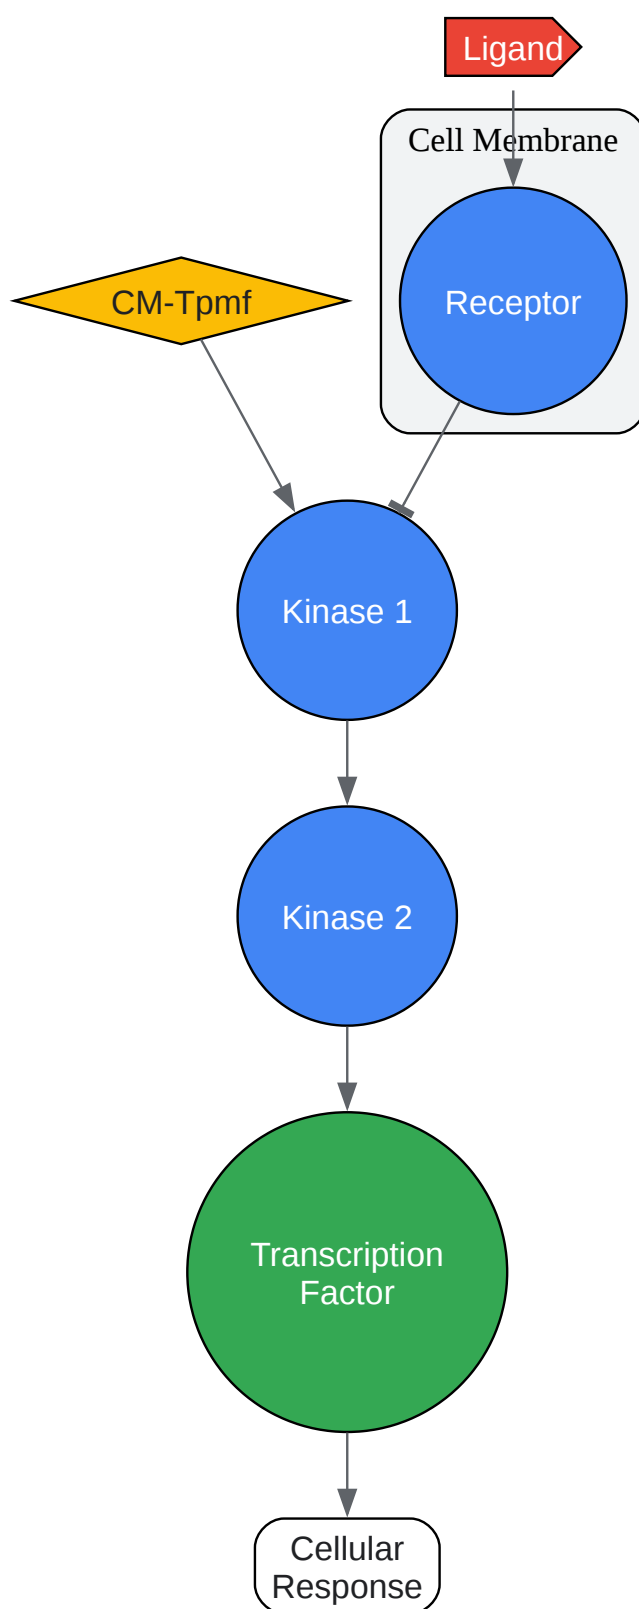 Ligand
Cell Membrane
CM-Tpmf
Receptor
Kinase 1
Kinase 2
Transcription
Factor
Cellular
Response